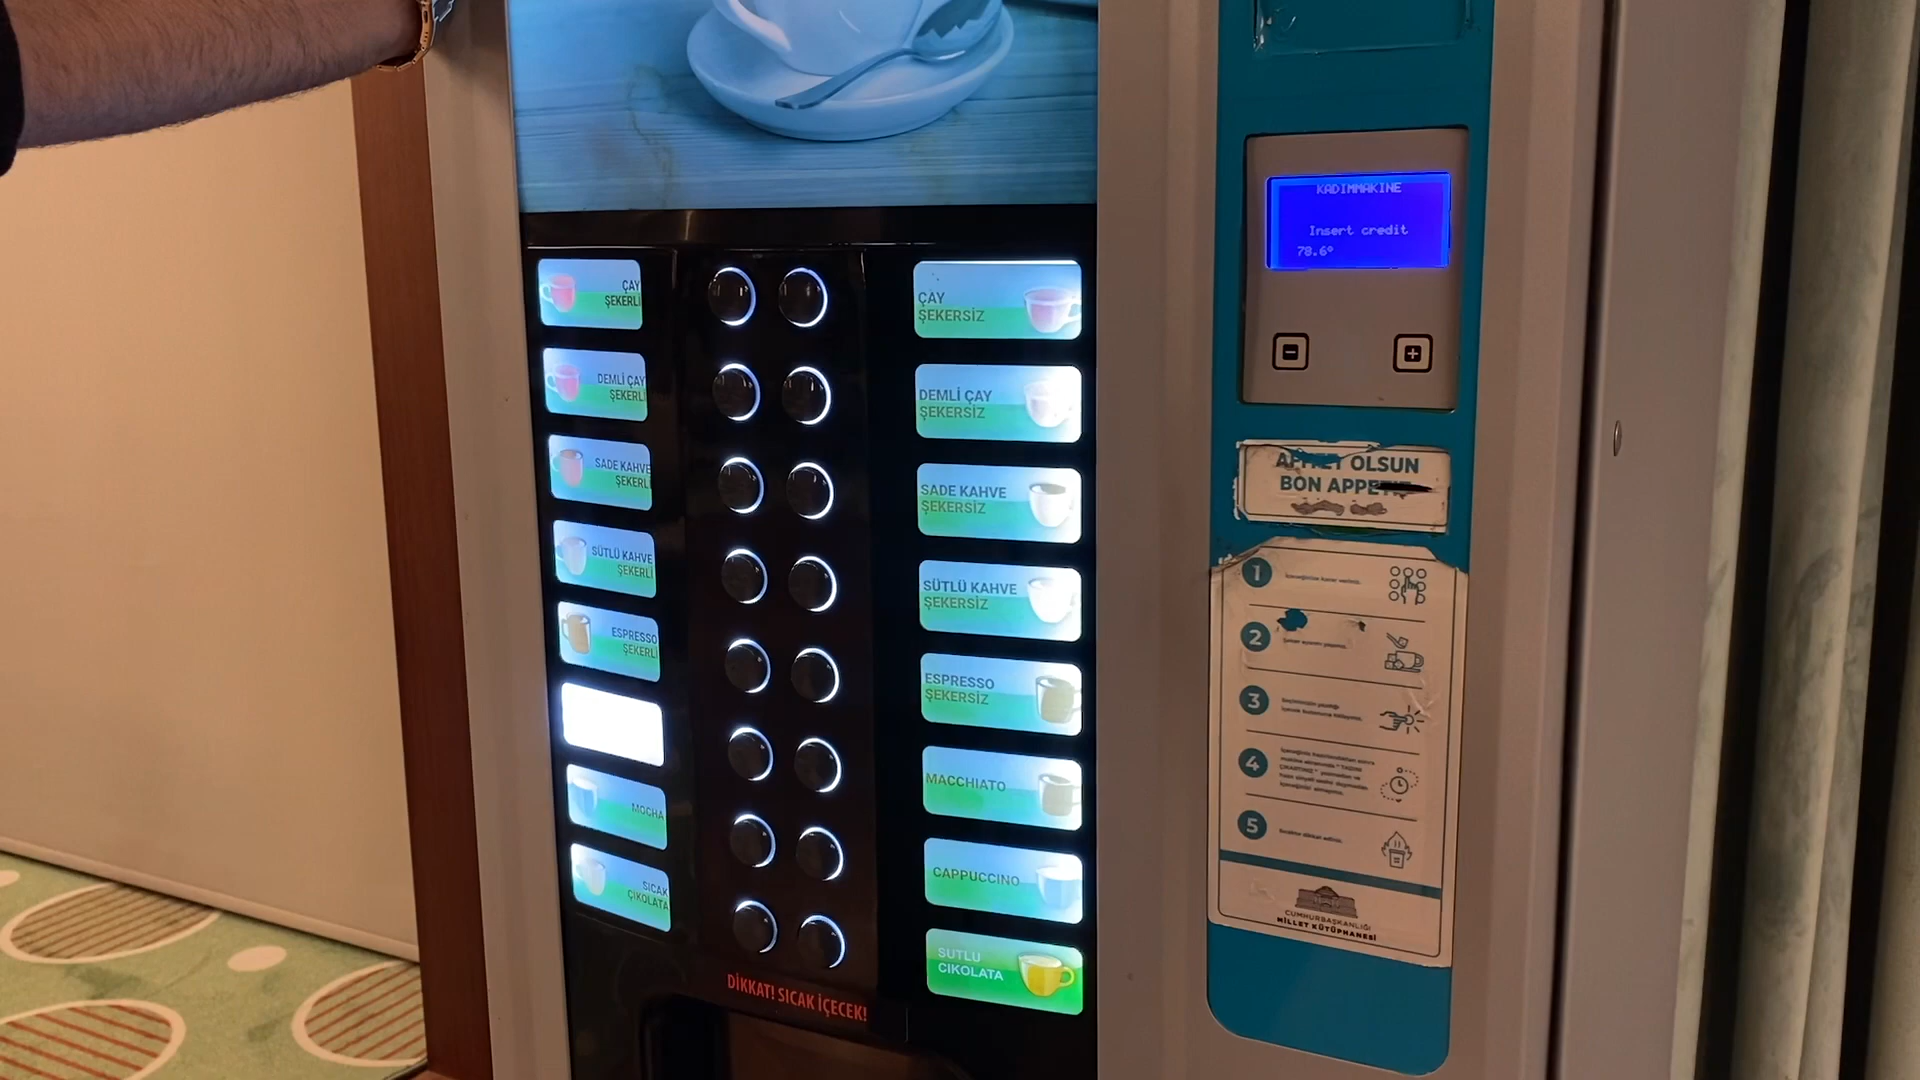 ÇAY
ŞEKERLİ
DEMLİ ÇAY
ŞEKERLİ
SADE KAHVE
ŞEKERLİ
SÜTLÜ KAHVE
ŞEKERLİ
ESPRESSO
ŞEKERLİ
MOCHA
SICAK
ÇİKOLATA
ÇAY
ŞEKERSİZ
DEMLİ ÇAY
ŞEKERSİZ
SADE KAHVE
ŞEKERSİZ
SÜTLÜ KAHVE
ŞEKERSİZ
ESPRESSO
ŞEKERSİZ
MACCHIATO
CAPPUCCINO
SUTLU
CIKOLATA
DİKKAT! SICAK İÇECEK!
KADIMMAKINE
Insert credit
78.6°
- +
AFİYET OLSUN
BON APPETIT
1
2
3
4
5
CUMHURBAŞKANLIĞI
MİLLET KÜTÜPHANESİ